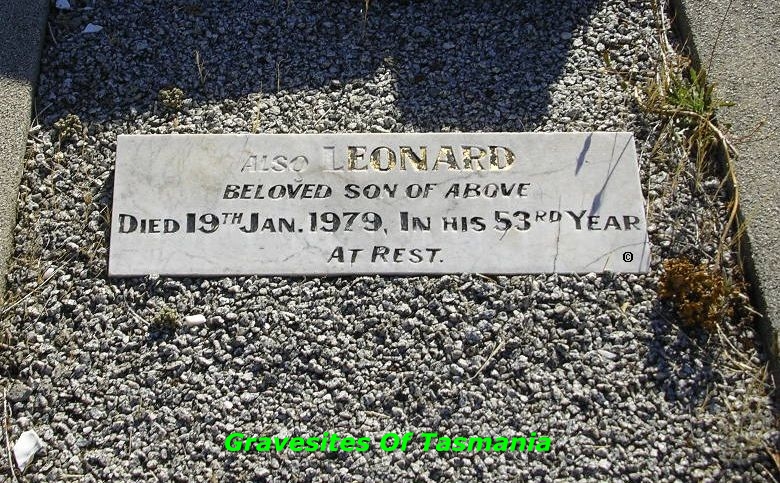 ALSO LEONARD
BELOVED SON OF ABOVE
DIED 19TH JAN. 1979, IN HIS 53RD YEAR
AT REST.
©
Gravesites Of Tasmania